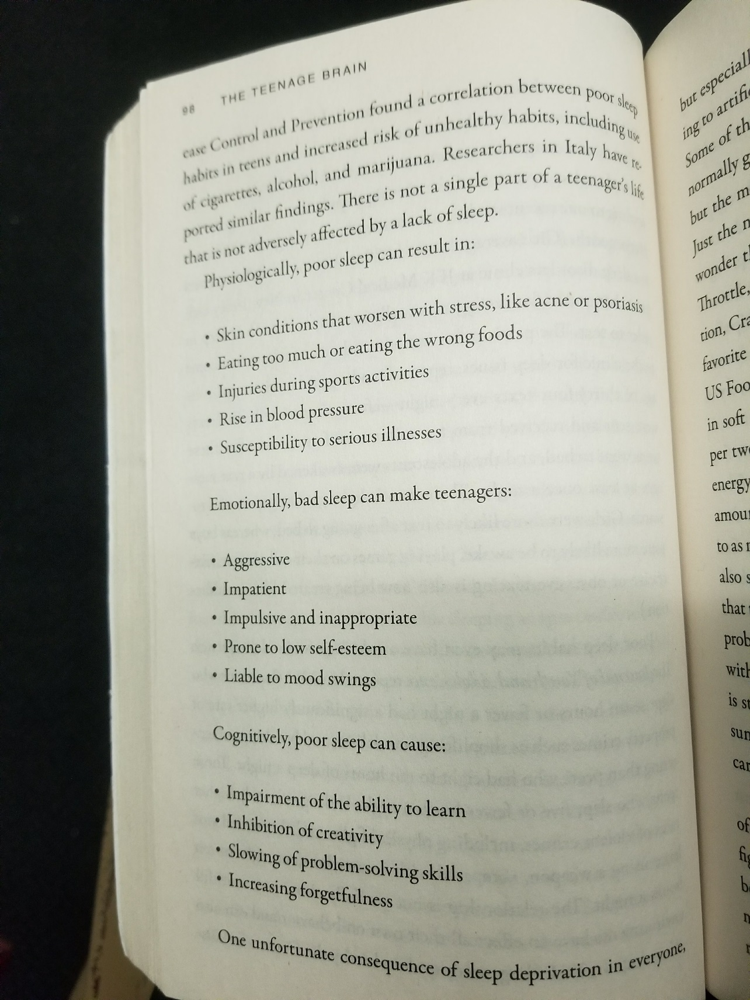 98 THE TEENAGE BRAIN
ease Control and Prevention found a correlation between poor sleep
habits in teens and increased risk of unhealthy habits, including use
of cigarettes, alcohol, and marijuana. Researchers in Italy have re-
ported similar findings. There is not a single part of a teenager's life
that is not adversely affected by a lack of sleep.
Physiologically, poor sleep can result in:
• Skin conditions that worsen with stress, like acne or psoriasis
• Eating too much or eating the wrong foods
• Injuries during sports activities
• Rise in blood pressure
• Susceptibility to serious illnesses
Emotionally, bad sleep can make teenagers:
• Aggressive
• Impatient
• Impulsive and inappropriate
• Prone to low self-esteem
• Liable to mood swings
Cognitively, poor sleep can cause:
• Impairment of the ability to learn
• Inhibition of creativity
• Slowing of problem-solving skills
• Increasing forgetfulness
One unfortunate consequence of sleep deprivation in everyone,
but especiall
ing to artific
Some of th
normally g
but the m
Just the n
wonder th
Throttle,
tion, Cra
favorite
US Foo
in soft
per two
energy
amoun
to as
also s
that
prob
with
is st
sun
car
of
fig